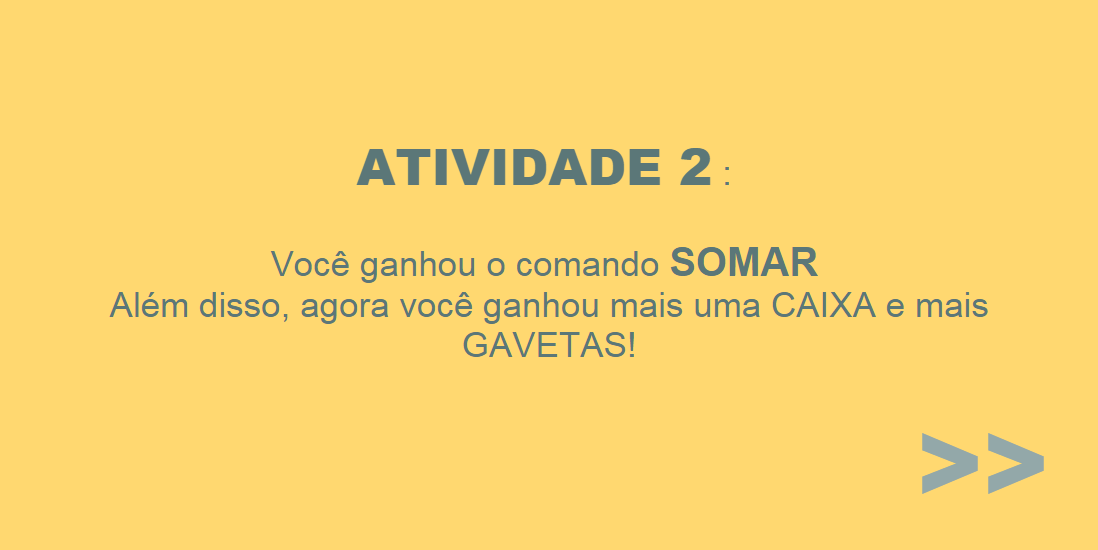 ATIVIDADE 2 :
Você ganhou o comando SOMAR
Além disso, agora você ganhou mais uma CAIXA e mais
GAVETAS!
>>